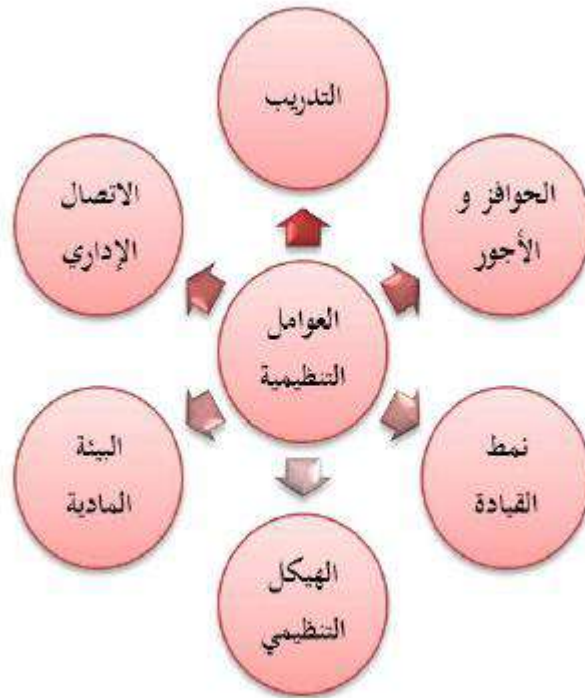 التدريب
الحوافز و
الأجور
الاتصال
الإداري
العوامل
التنظيمية
نمط
القيادة
البيئة
المادية
الهيكل
التنظيمي